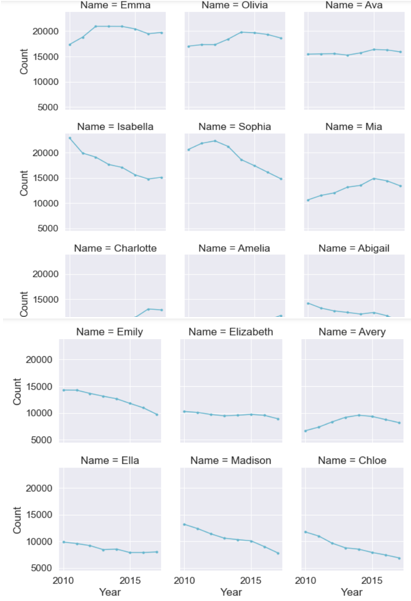 Name = Emma Name = Olivia Name = Ava
20000
15000
10000
5000
Count
Name = Isabella Name = Sophia Name = Mia
20000
15000
10000
5000
Count
Name = Charlotte Name = Amelia Name = Abigail
20000
15000
Count
Name = Emily Name = Elizabeth Name = Avery
20000
15000
10000
5000
Count
Name = Ella Name = Madison Name = Chloe
20000
15000
10000
5000
Count
2010 2015 2010 2015 2010 2015
Year Year Year